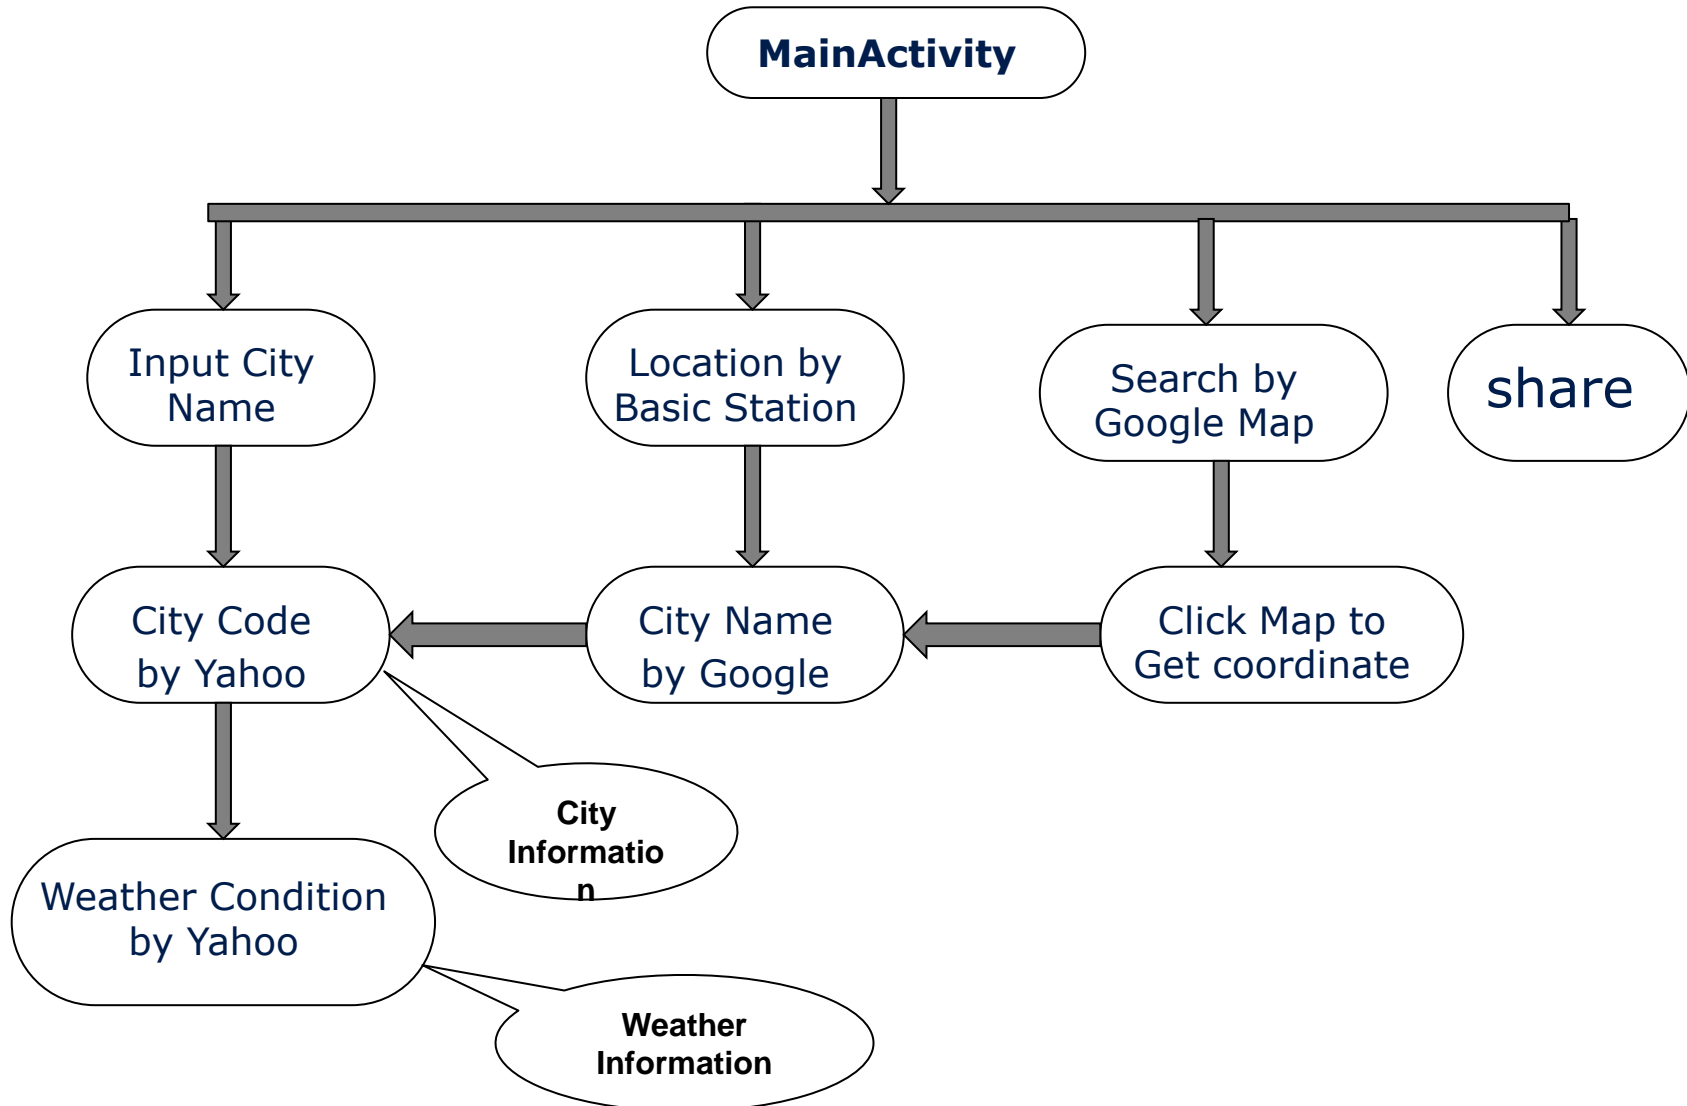 MainActivity
Input City
Name
Location by
Basic Station
Search by
Google Map
share
City Code
by Yahoo
City Name
by Google
Click Map to
Get coordinate
City
Informatio
n
Weather Condition
by Yahoo
Weather
Information